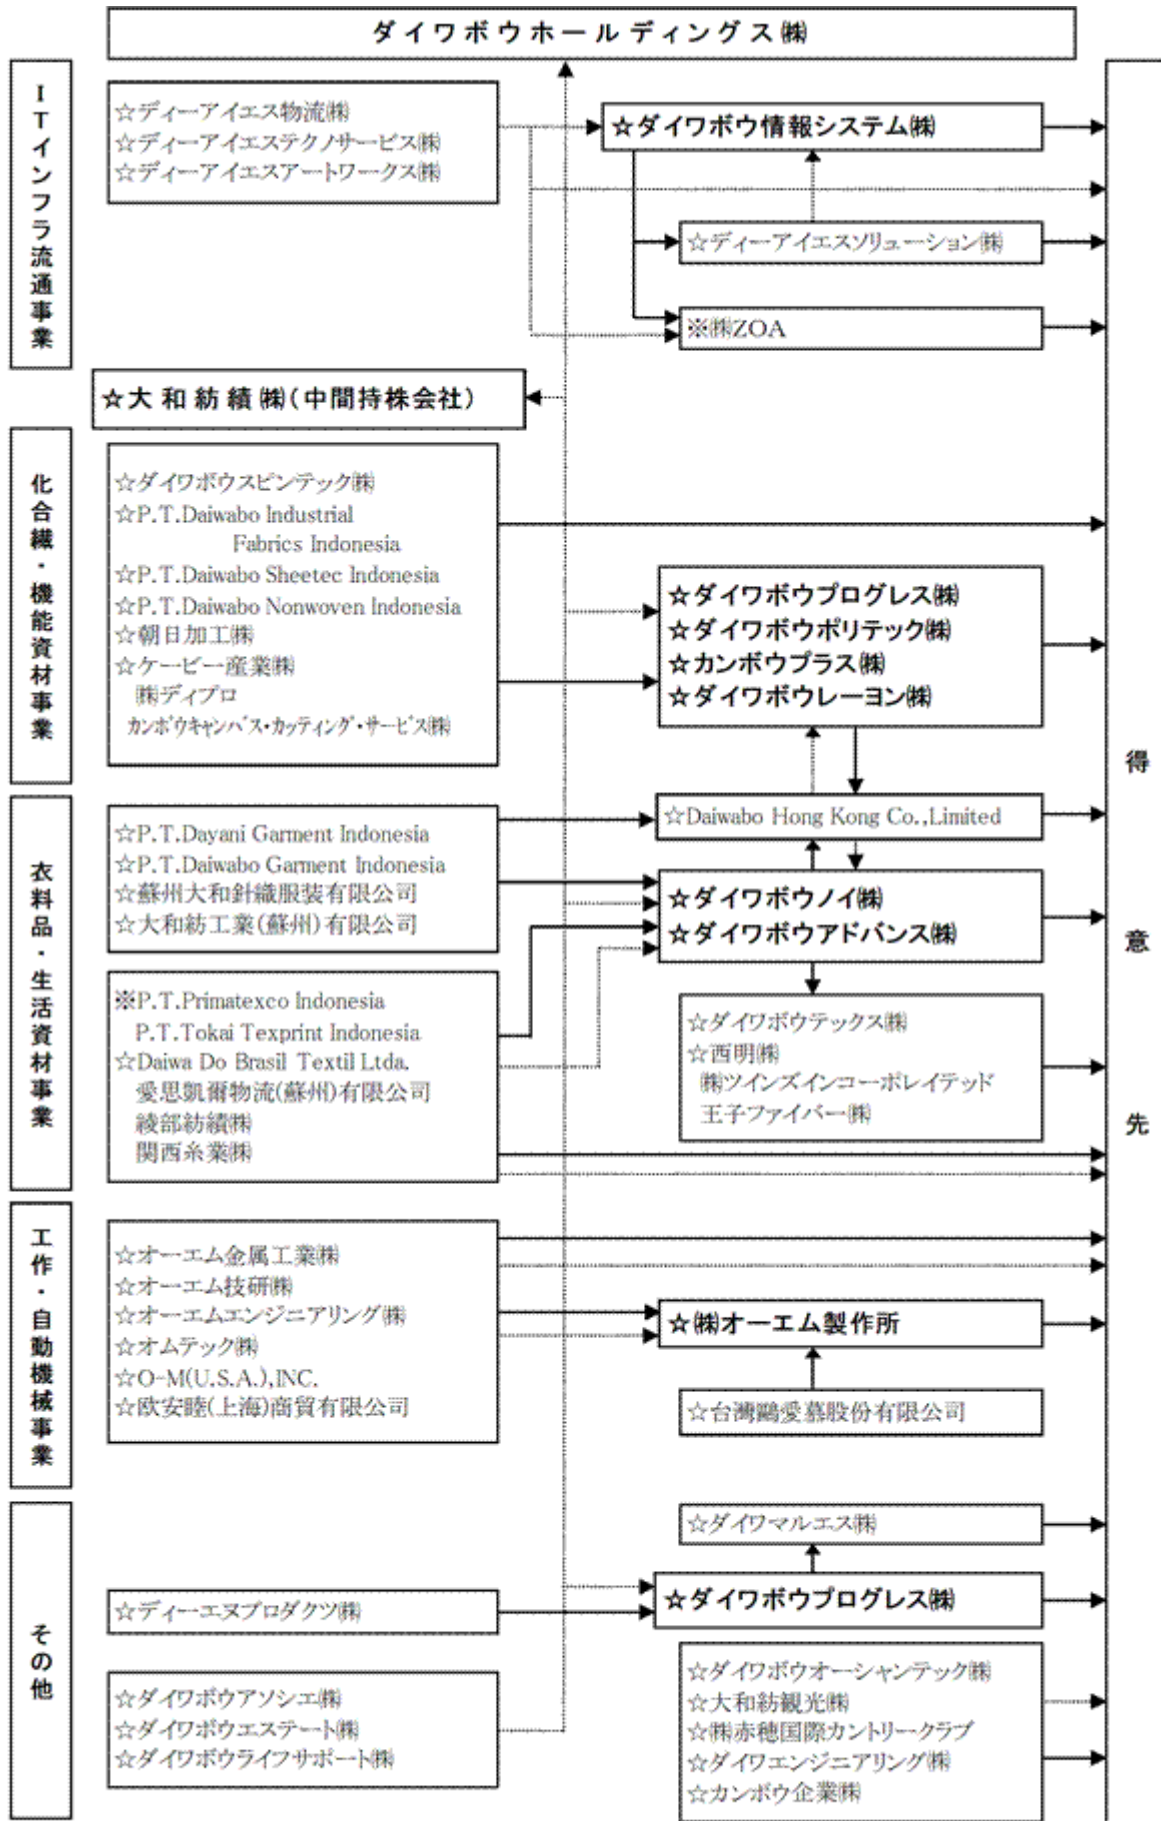 ダイワボウホールディングス㈱
ITインフラ流通事業
☆ディーアイエス物流㈱
☆ディーアイエステクノサービス㈱
☆ディーアイエスアートワークス㈱
☆ダイワボウ情報システム㈱
☆ディーアイエスソリューション㈱
※㈱ZOA
☆大和紡績㈱(中間持株会社)
化合繊・機能資材事業
☆ダイワボウスピンテック㈱
☆P.T.Daiwabo Industrial
Fabrics Indonesia
☆P.T.Daiwabo Sheetec Indonesia
☆P.T.Daiwabo Nonwoven Indonesia
☆朝日加工㈱
☆ケービー産業㈱
㈱ディプロ
カンボウキャンバス・カッティング・サービス㈱
☆ダイワボウプログレス㈱
☆ダイワボウポリテック㈱
☆カンボウプラス㈱
☆ダイワボウレーヨン㈱
衣料品・生活資材事業
☆P.T.Dayani Garment Indonesia
☆P.T.Daiwabo Garment Indonesia
☆蘇州大和針織服装有限公司
☆大和紡工業(蘇州)有限公司
☆Daiwabo Hong Kong Co.,Limited
☆ダイワボウノイ㈱
☆ダイワボウアドバンス㈱
※P.T.Primatexco Indonesia
P.T.Tokai Texprint Indonesia
☆Daiwa Do Brasil Textil Ltda.
愛思凱爾物流(蘇州)有限公司
綾部紡績㈱
関西糸業㈱
☆ダイワボウテックス㈱
☆西明㈱
㈱ツインズインコーポレイテッド
王子ファイバー㈱
工作・自動機械事業
☆オーエム金属工業㈱
☆オーエム技研㈱
☆オーエムエンジニアリング㈱
☆オムテック㈱
☆O-M(U.S.A.),INC.
☆欧安睦(上海)商貿有限公司
☆㈱オーエム製作所
☆台灣鷗愛慕股份有限公司
その他
☆ダイワマルエス㈱
☆ディーエヌプロダクツ㈱
☆ダイワボウプログレス㈱
☆ダイワボウアソシエ㈱
☆ダイワボウエステート㈱
☆ダイワボウライフサポート㈱
☆ダイワボウオーシャンテック㈱
☆大和紡観光㈱
☆㈱赤穂国際カントリークラブ
☆ダイワエンジニアリング㈱
☆カンボウ企業㈱
得意先